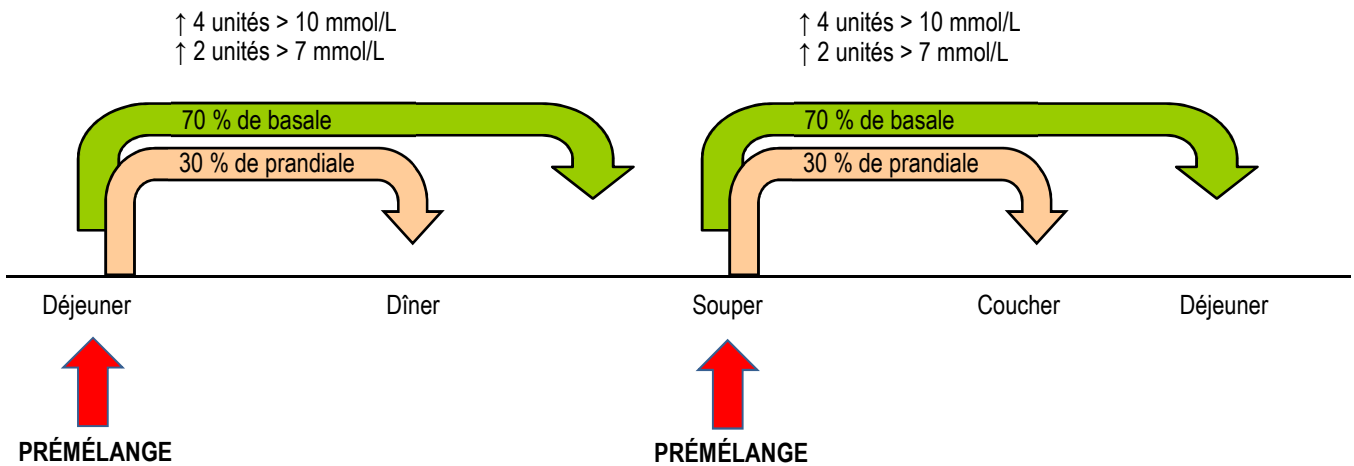 ↑ 4 unités > 10 mmol/L
↑ 2 unités > 7 mmol/L
↑ 4 unités > 10 mmol/L
↑ 2 unités > 7 mmol/L
70 % de basale
70 % de basale
30 % de prandiale
30 % de prandiale
Déjeuner
Dîner
Souper
Coucher
Déjeuner
PRÉMÉLANGE
PRÉMÉLANGE